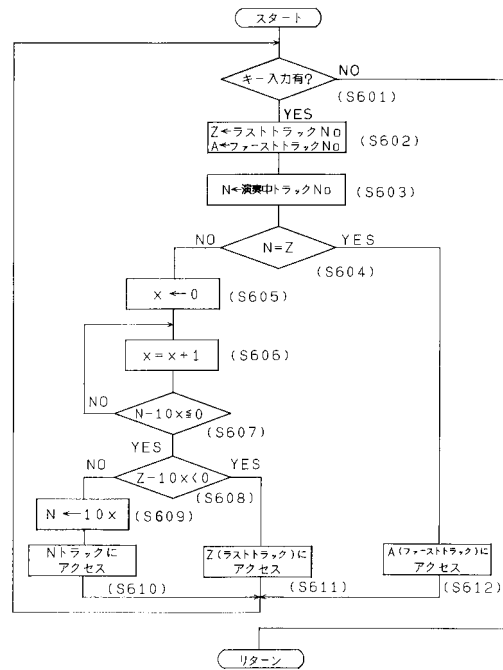 スタート
キー入力有?
NO
(S601)
YES
Z←ラストトラックNo
A←ファーストトラックNo
(S602)
N←演奏中トラックNo
(S603)
NO
N=Z
YES
(S604)
x←0
(S605)
x=x+1
(S606)
NO
N-10x≦0
(S607)
YES
NO
Z-10x<0
YES
(S608)
N←10x
(S609)
Nトラックに
アクセス
(S610)
Z(ラストトラック)に
アクセス
(S611)
A(ファーストトラック)に
アクセス
(S612)
リターン